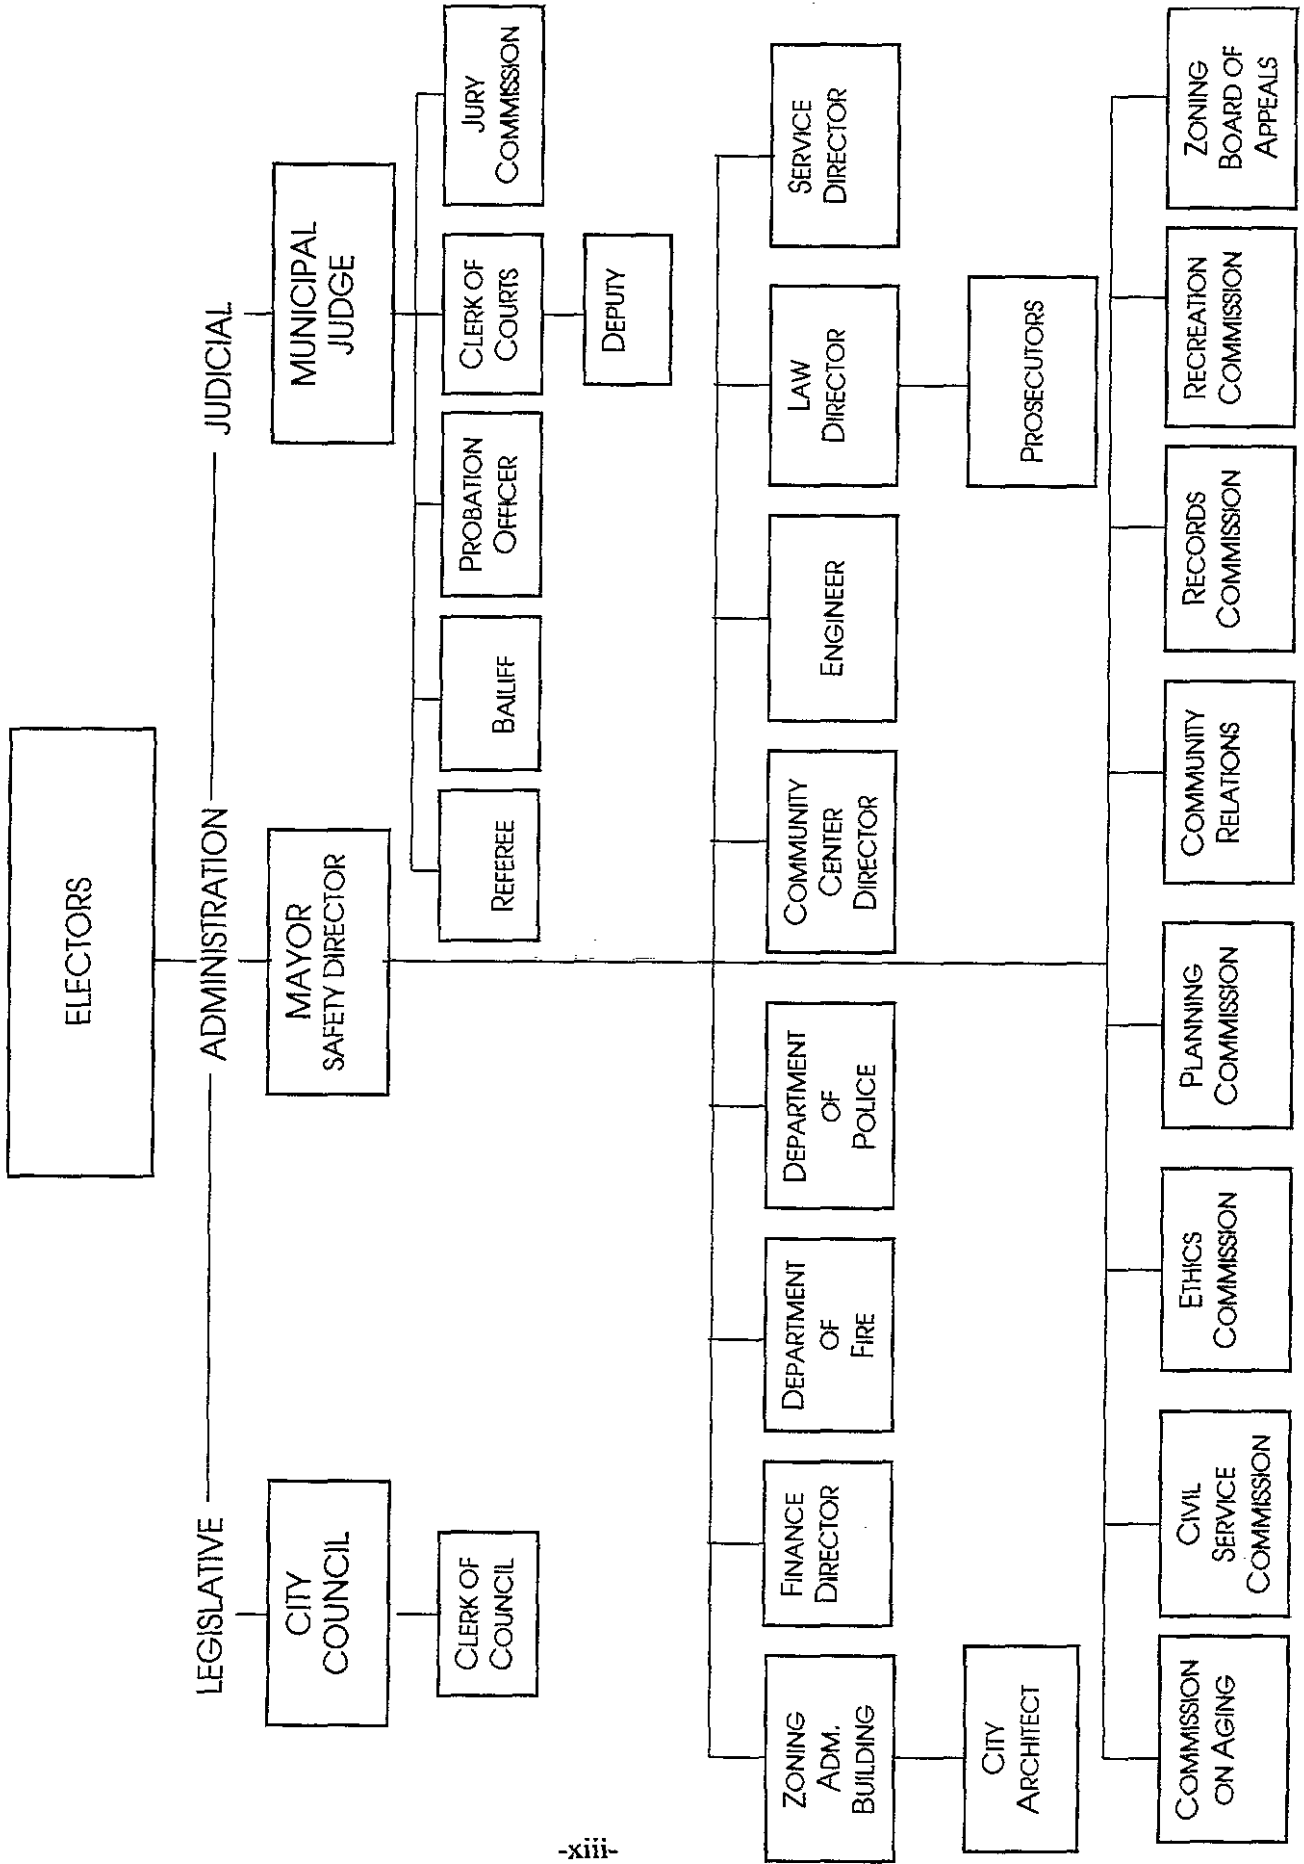 ELECTORS
LEGISLATIVE
ADMINISTRATION
JUDICIAL
CITY
COUNCIL
MAYOR
SAFETY DIRECTOR
MUNICIPAL
JUDGE
CLERK OF
COUNCIL
REFEREE
BAILIFF
PROBATION
OFFICER
CLERK OF
COURTS
JURY
COMMISSION
DEPUTY
ZONING
ADM.
BUILDING
FINANCE
DIRECTOR
DEPARTMENT
OF
FIRE
DEPARTMENT
OF
POLICE
COMMUNITY
CENTER
DIRECTOR
ENGINEER
LAW
DIRECTOR
SERVICE
DIRECTOR
CITY
ARCHITECT
PROSECUTORS
COMMISSION
ON AGING
CIVIL
SERVICE
COMMISSION
ETHICS
COMMISSION
PLANNING
COMMISSION
COMMUNITY
RELATIONS
RECORDS
COMMISSION
RECREATION
COMMISSION
ZONING
BOARD OF
APPEALS
-xiii-